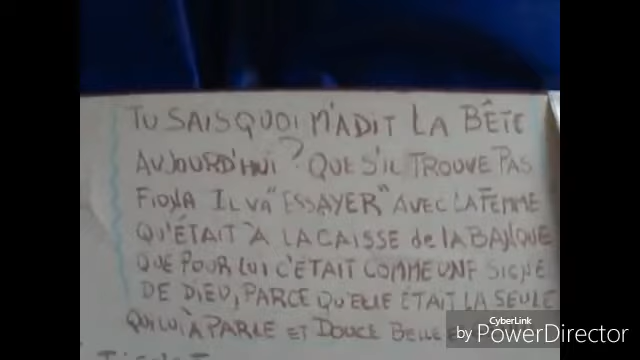 TU SAIS QUOI M'A DIT LA BÊTE
AUJOURD'HUI? QUE S'IL TROUVE PAS
FIONA IL VA "ESSAYER" AVEC LA FEMME
QU'ÉTAIT À LA CAISSE de LA BANQUE
QUE POUR LUI C'ÉTAIT COMME UNE SIGNE
DE DIEU, PARCE QU'ELLE ÉTAIT LA SEULE
QUI LUI À PARLE ET DOUCE BELLE
CyberLink
by PowerDirector